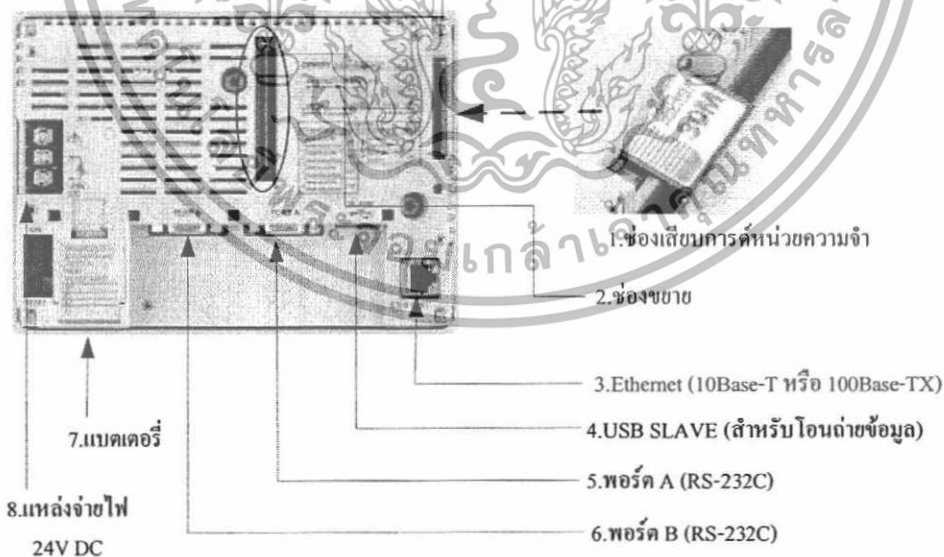 1.ช่องเสียบการ์ดหน่วยความจำ
2.ช่องขยาย
3.Ethernet (10Base-T หรือ 100Base-TX)
4.USB SLAVE (สำหรับโอนถ่ายข้อมูล)
5.พอร์ต A (RS-232C)
6.พอร์ต B (RS-232C)
7.แบตเตอรี่
8.แหล่งจ่ายไฟ
24V DC